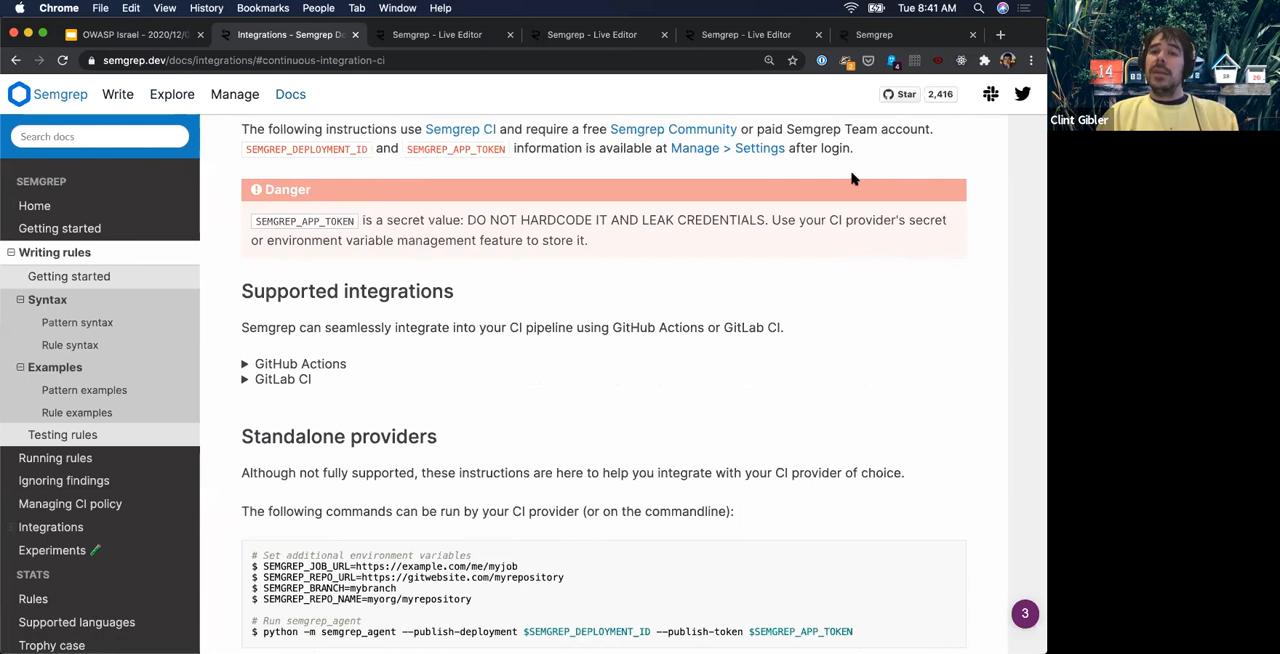 Chrome File Edit View History Bookmarks People Tab Window Help Tue 8:41 AM
OWASP Israel - 2020/12/0 Integrations - Semgrep D Semgrep - Live Editor Semgrep - Live Editor Semgrep - Live Editor Semgrep
semgrep.dev/docs/integrations/#continuous-integration-ci
Semgrep Write Explore Manage Docs Star 2,416
Clint Gibler
Search docs
SEMGREP
Home
Getting started
Writing rules
Getting started
Syntax
Pattern syntax
Rule syntax
Examples
Pattern examples
Rule examples
Testing rules
Running rules
Ignoring findings
Managing CI policy
Integrations
Experiments
STATS
Rules
Supported languages
Trophy case
The following instructions use Semgrep CI and require a free Semgrep Community or paid Semgrep Team account.
SEMGREP_DEPLOYMENT_ID and SEMGREP_APP_TOKEN information is available at Manage > Settings after login.
Danger
SEMGREP_APP_TOKEN is a secret value: DO NOT HARDCODE IT AND LEAK CREDENTIALS. Use your CI provider's secret
or environment variable management feature to store it.
Supported integrations
Semgrep can seamlessly integrate into your CI pipeline using GitHub Actions or GitLab CI.
GitHub Actions
GitLab CI
Standalone providers
Although not fully supported, these instructions are here to help you integrate with your CI provider of choice.
The following commands can be run by your CI provider (or on the commandline):
# Set additional environment variables
$ SEMGREP_JOB_URL=https://example.com/me/myjob
$ SEMGREP_REPO_URL=https://gitwebsite.com/myrepository
$ SEMGREP_BRANCH=mybranch
$ SEMGREP_REPO_NAME=myorg/myrepository
# Run semgrep_agent
$ python -m semgrep_agent --publish-deployment $SEMGREP_DEPLOYMENT_ID --publish-token $SEMGREP_APP_TOKEN
3
14